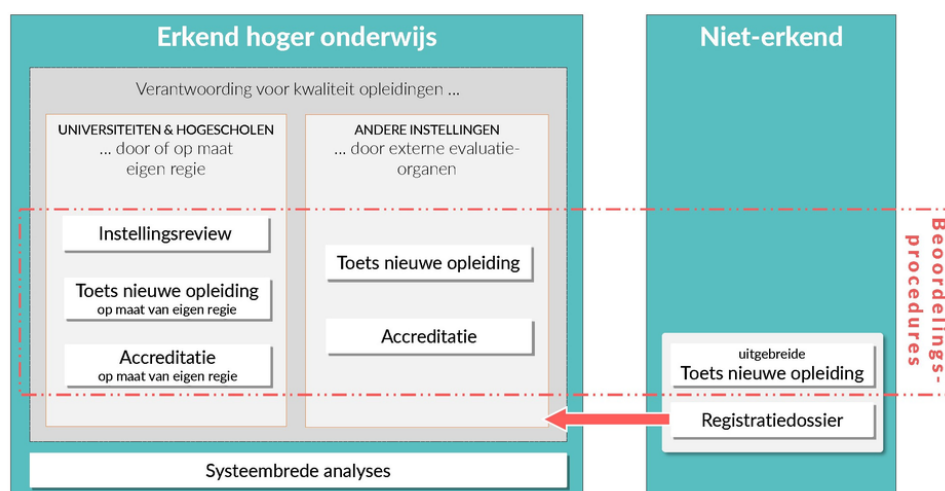 Erkend hoger onderwijs
Verantwoording voor kwaliteit opleidingen ...
UNIVERSITEITEN & HOGESCHOLEN
... door of op maat
eigen regie
Instellingsreview
Toets nieuwe opleiding
op maat van eigen regie
Accreditatie
op maat van eigen regie
ANDERE INSTELLINGEN
... door externe evaluatie-
organen
Toets nieuwe opleiding
Accreditatie
Systeembrede analyses
Niet-erkend
uitgebreide
Toets nieuwe opleiding
Registratiedossier
Beoordelings-
procedures